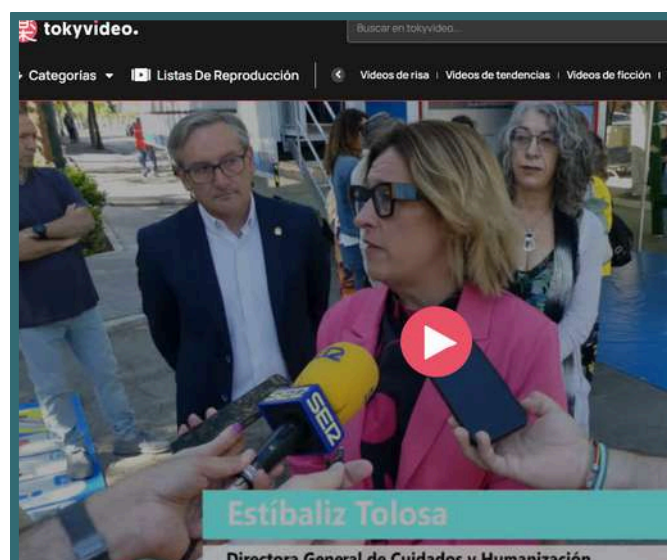 tokyvideo.
Buscar en tokyvideo...
Categorías
Listas De Reproducción
Videos de risa
Videos de tendencias
Videos de ficción
SER
Estíbaliz Tolosa
Directora General de Cuidados y Humanización